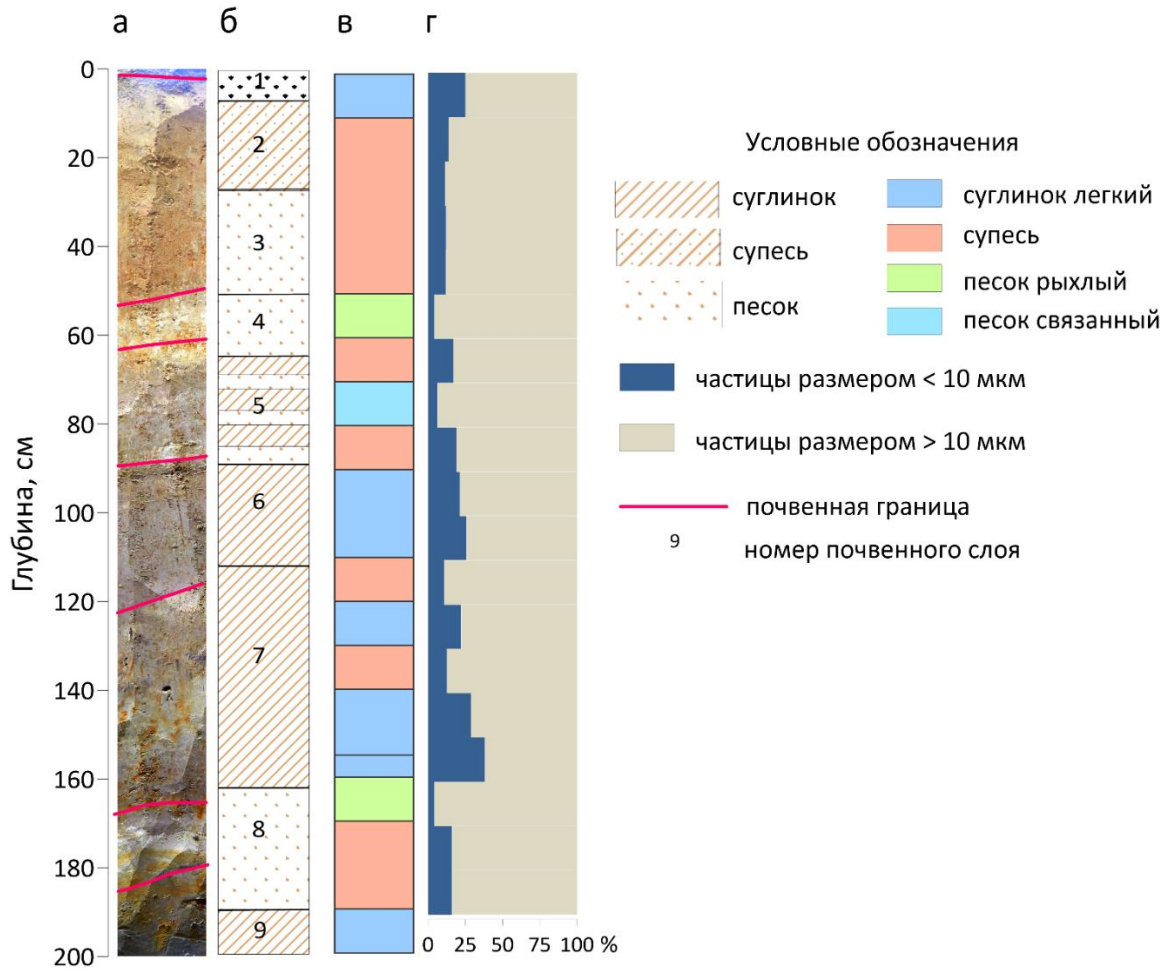 а б в г
Глубина, см
0
20
40
60
80
100
120
140
160
180
200
1
2
3
4
5
6
7
8
9
0 25 50 75 100 %
Условные обозначения
суглинок
супесь
песок
суглинок легкий
супесь
песок рыхлый
песок связанный
частицы размером < 10 мкм
частицы размером > 10 мкм
почвенная граница
9 номер почвенного слоя